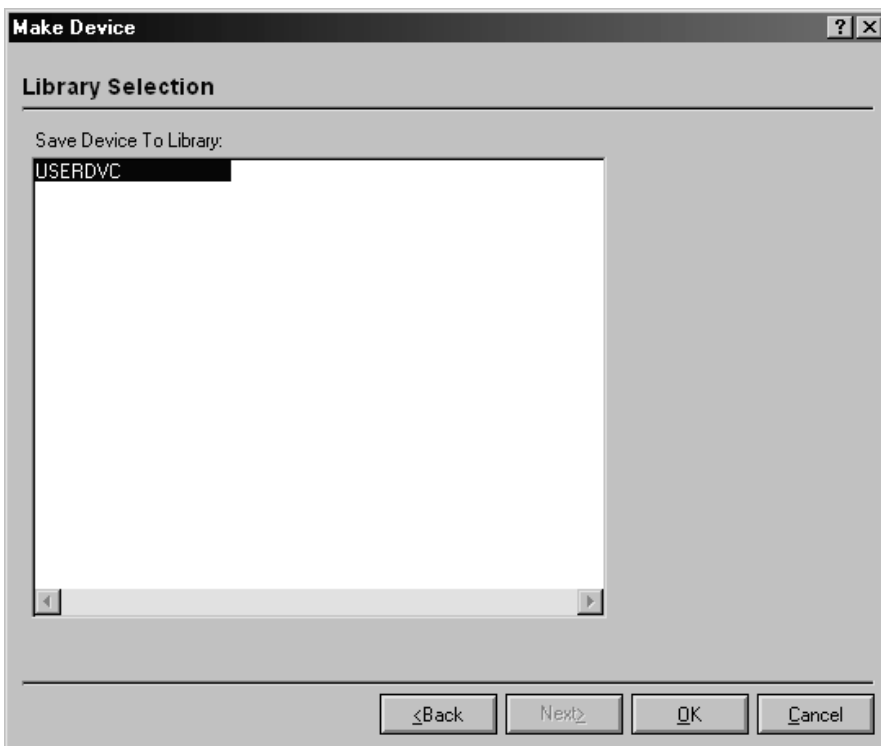 Make Device
Library Selection
Save Device To Library:
USERDVC
<Back Next> OK Cancel